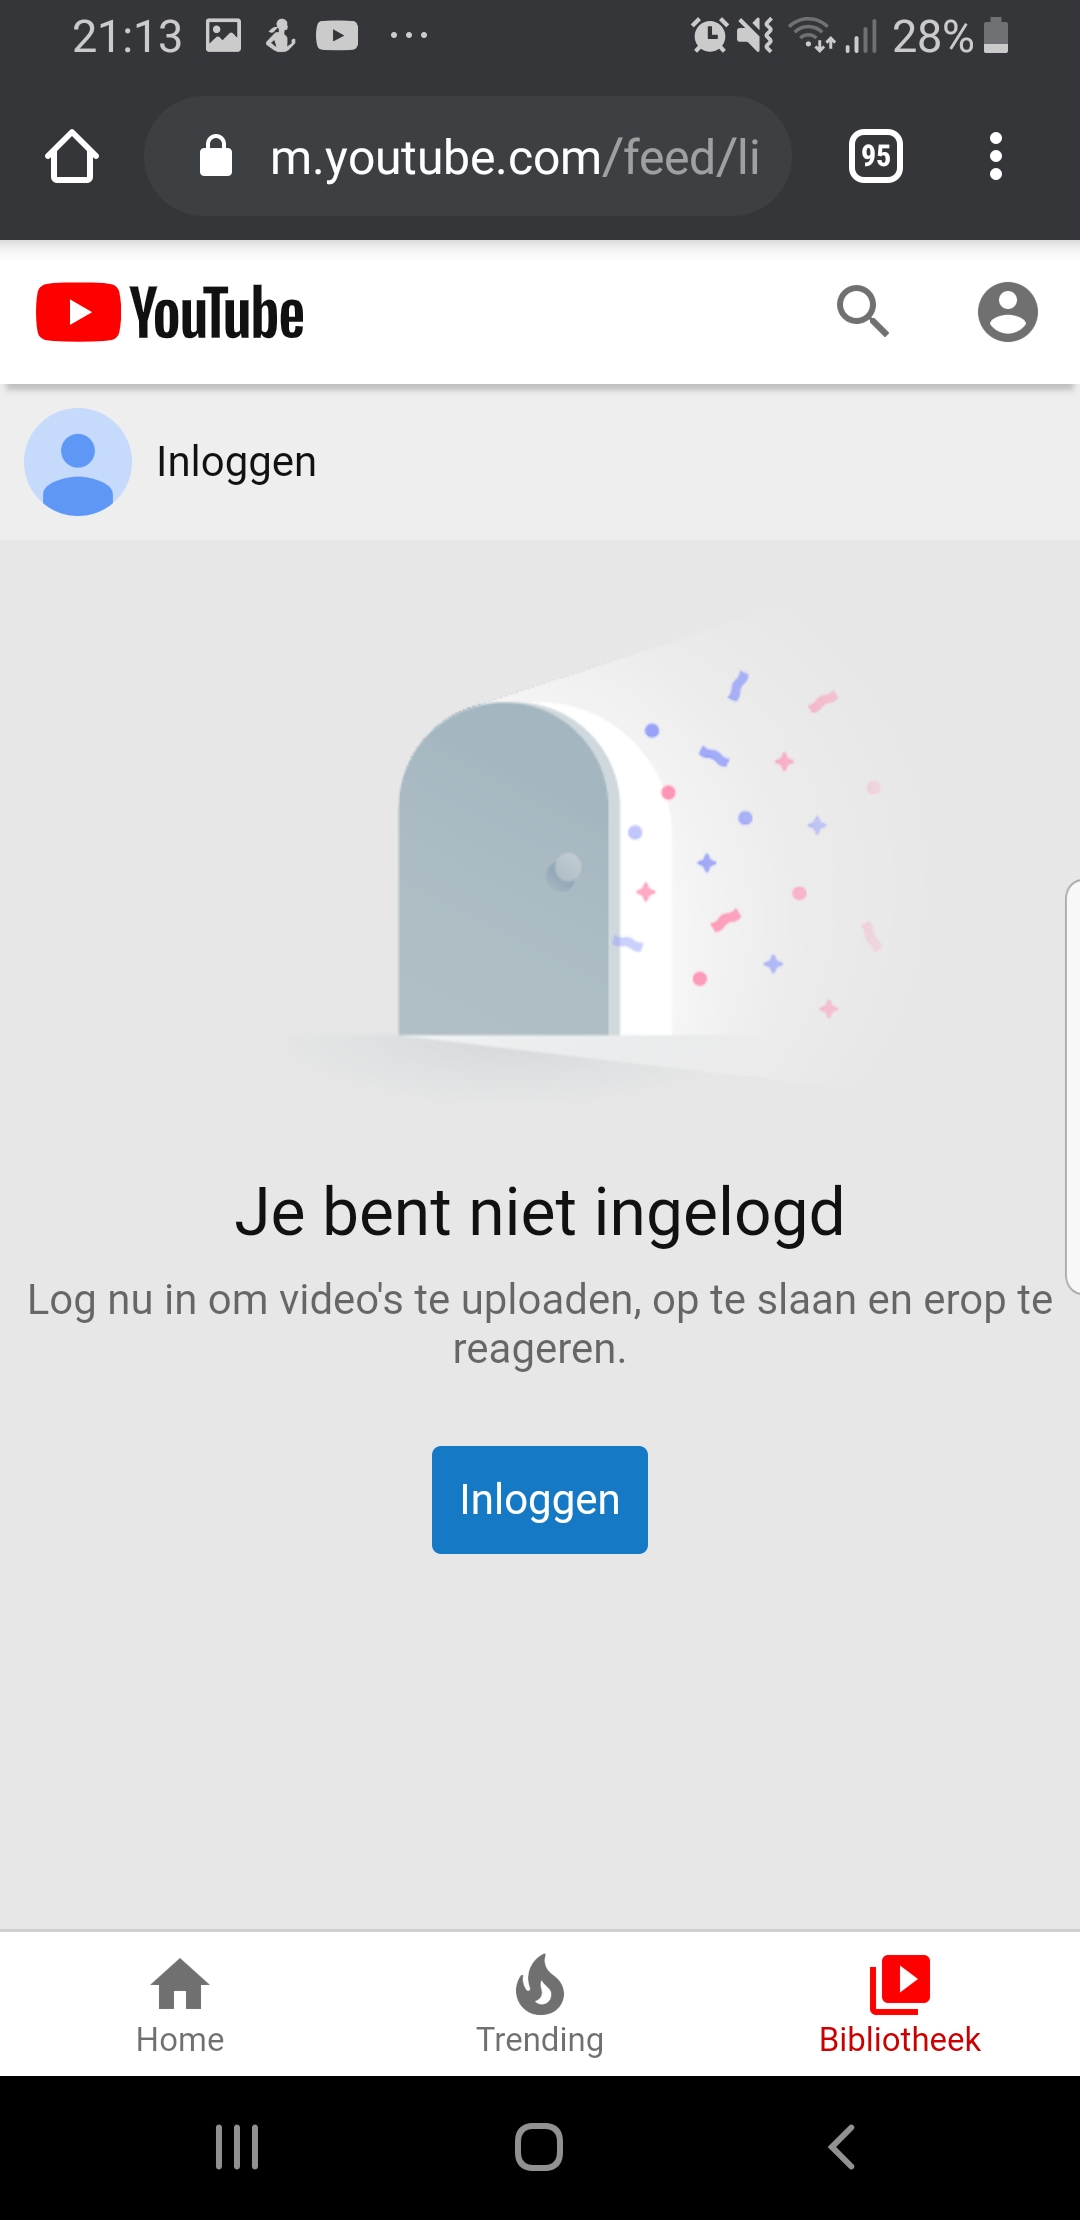 21:13 28%
m.youtube.com/feed/li 95
YouTube
Inloggen
Je bent niet ingelogd
Log nu in om video's te uploaden, op te slaan en erop te
reageren.
Inloggen
Home Trending Bibliotheek